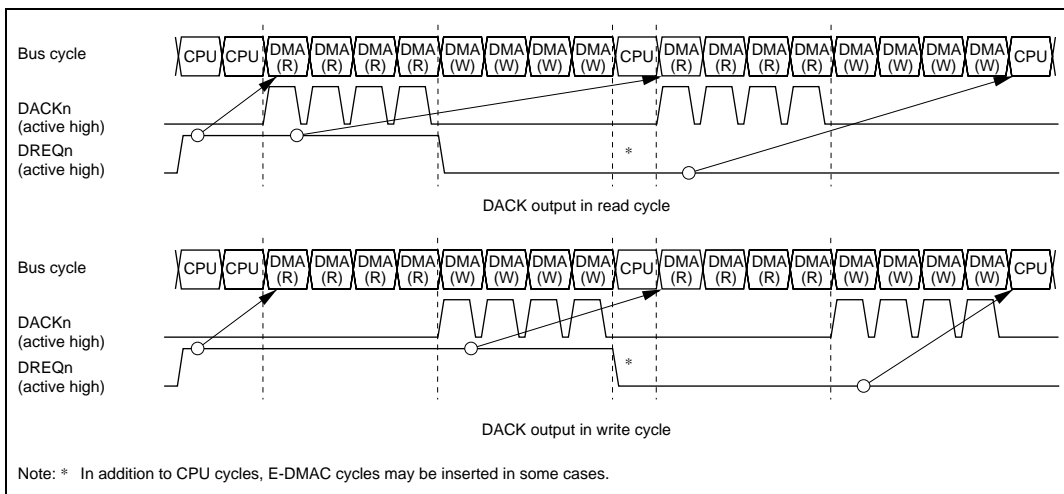 Bus cycle
CPU CPU DMA (R) DMA (R) DMA (R) DMA (R) DMA (W) DMA (W) DMA (W) DMA (W) CPU DMA (R) DMA (R) DMA (R) DMA (R) DMA (W) DMA (W) DMA (W) DMA (W) CPU
DACKn
(active high)
DREQn
(active high)
*
DACK output in read cycle
Bus cycle
CPU CPU DMA (R) DMA (R) DMA (R) DMA (R) DMA (W) DMA (W) DMA (W) DMA (W) CPU DMA (R) DMA (R) DMA (R) DMA (R) DMA (W) DMA (W) DMA (W) DMA (W) CPU
DACKn
(active high)
DREQn
(active high)
*
DACK output in write cycle
Note: * In addition to CPU cycles, E-DMAC cycles may be inserted in some cases.